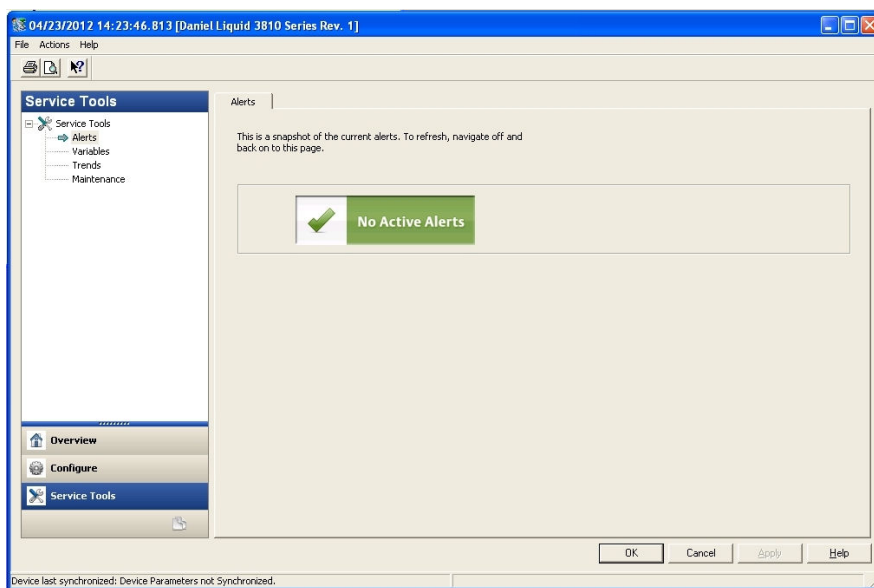 04/23/2012 14:23:46.813 [Daniel Liquid 3810 Series Rev. 1]
File Actions Help
Service Tools
Service Tools
Alerts
Variables
Trends
Maintenance
Overview
Configure
Service Tools
Alerts
This is a snapshot of the current alerts. To refresh, navigate off and
back on to this page.
No Active Alerts
OK Cancel Apply Help
Device last synchronized: Device Parameters not Synchronized.